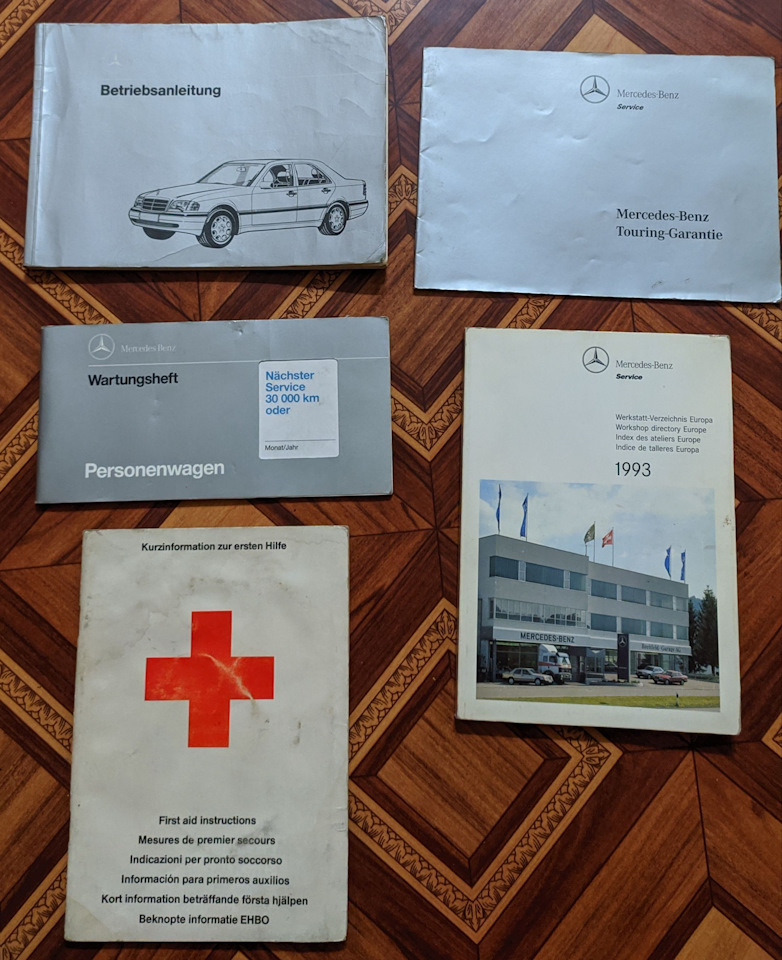 Betriebsanleitung
Mercedes-Benz
Service
Mercedes-Benz
Touring-Garantie
Mercedes-Benz
Wartungsheft
Nächster
Service
30 000 km
oder
Monat/Jahr
Personenwagen
Mercedes-Benz
Service
Werkstatt-Verzeichnis Europa
Workshop directory Europe
Index des ateliers Europe
Indice de talleres Europa
1993
MERCEDES-BENZ
Garage AG
Kurzinformation zur ersten Hilfe
First aid instructions
Mesures de premier secours
Indicazioni per pronto soccorso
Información para primeros auxilios
Kort information beträffande första hjälpen
Beknopte informatie EHBO